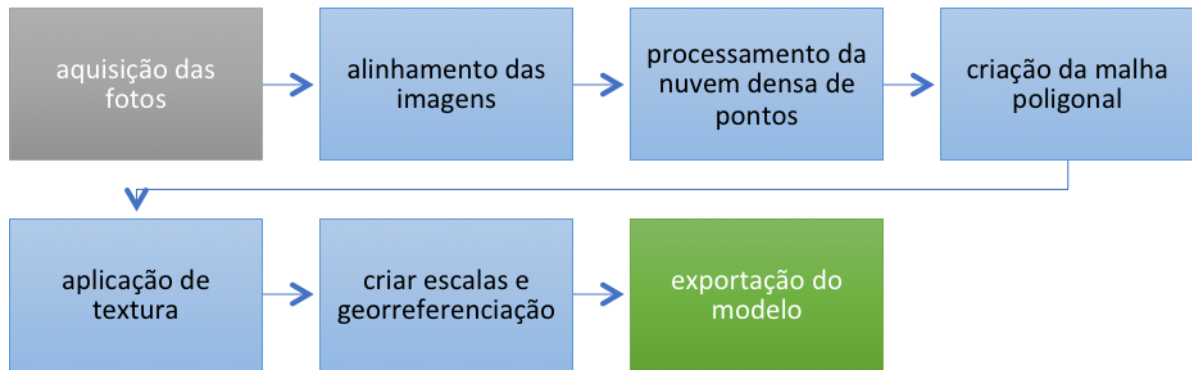 aquisição das
fotos
alinhamento das
imagens
processamento da
nuvem densa de
pontos
criação da malha
poligonal
aplicação de
textura
criar escalas e
georreferenciação
exportação do
modelo